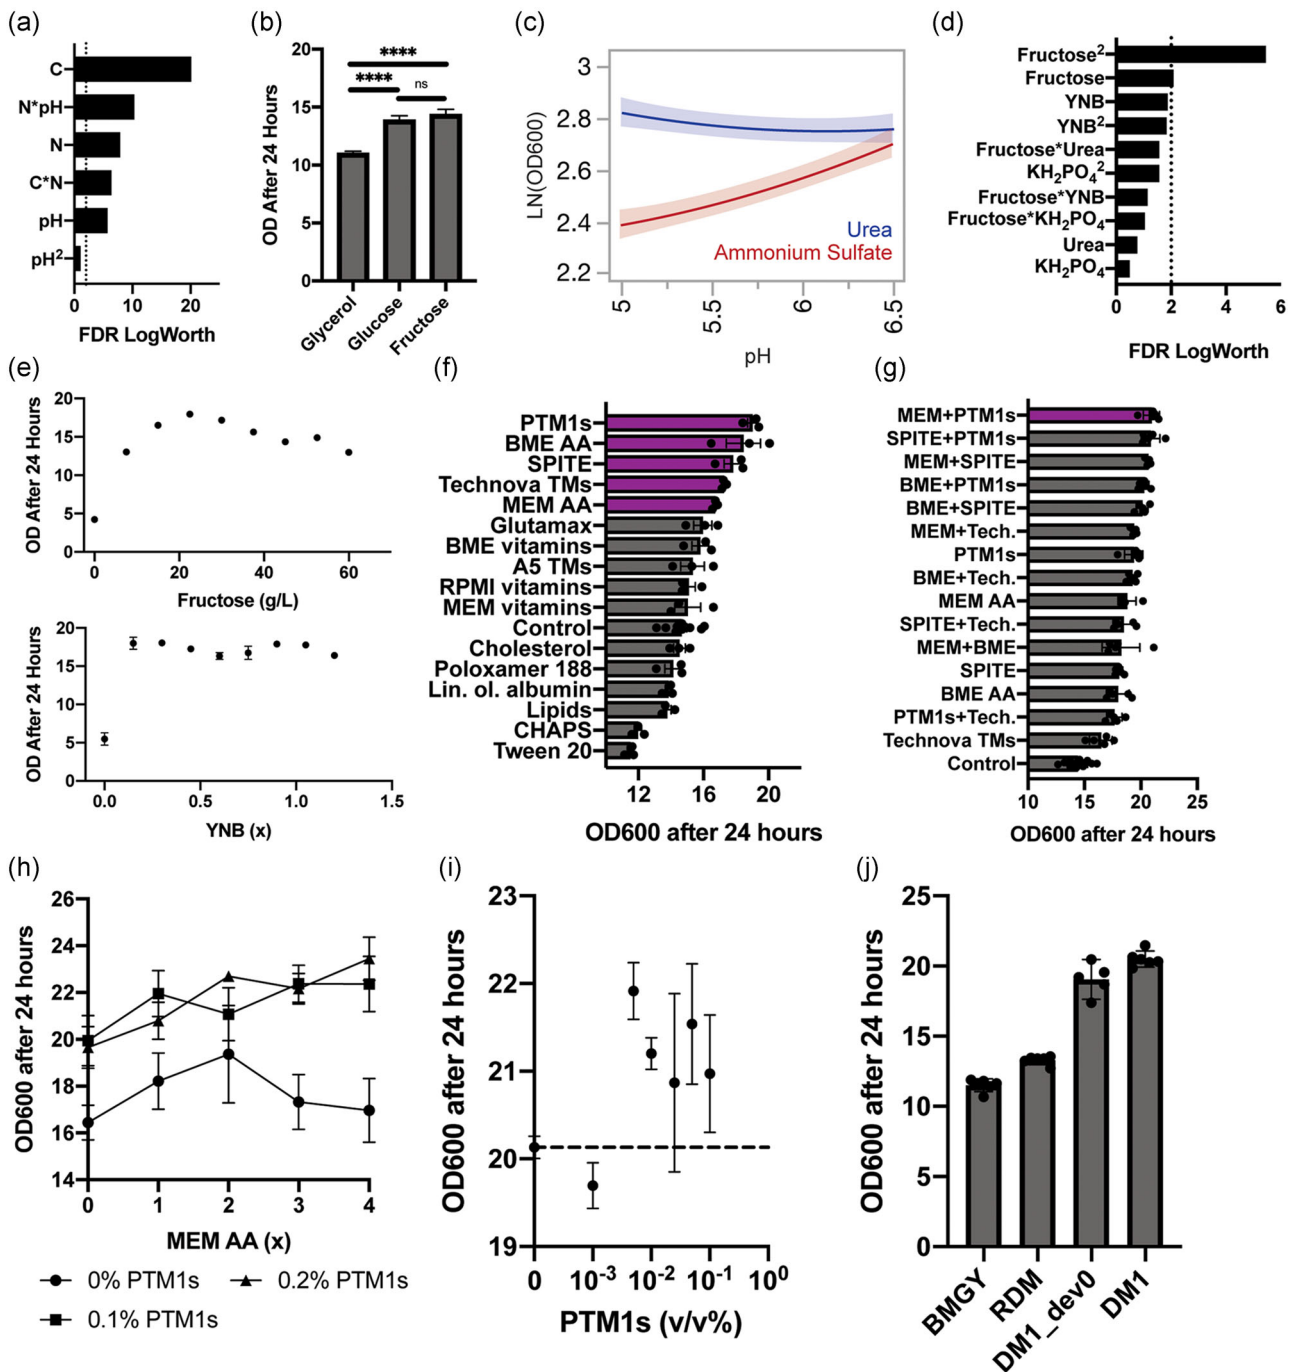 (a)
C
N*pH
N
C*N
pH
pH²
0 10 20
FDR LogWorth
(b)
OD After 24 Hours
20
15
10
5
0
****
**** ns
Glycerol
Glucose
Fructose
(c)
LN(OD600)
3
2.8
2.6
2.4
2.2
Urea
Ammonium Sulfate
5 5.5 6 6.5
pH
(d)
Fructose²
Fructose
YNB
YNB²
Fructose*Urea
KH₂PO₄²
Fructose*YNB
Fructose*KH₂PO₄
Urea
KH₂PO₄
0 2 4 6
FDR LogWorth
(e)
OD After 24 Hours
20
15
10
5
0
0 20 40 60
Fructose (g/L)
OD After 24 Hours
20
15
10
5
0
0.0 0.5 1.0 1.5
YNB (x)
(f)
PTM1s
BME AA
SPITE
Technova TMs
MEM AA
Glutamax
BME vitamins
A5 TMs
RPMI vitamins
MEM vitamins
Control
Cholesterol
Poloxamer 188
Lin. ol. albumin
Lipids
CHAPS
Tween 20
12 16 20
OD600 after 24 hours
(g)
MEM+PTM1s
SPITE+PTM1s
MEM+SPITE
BME+PTM1s
BME+SPITE
MEM+Tech.
PTM1s
BME+Tech.
MEM AA
SPITE+Tech.
MEM+BME
SPITE
BME AA
PTM1s+Tech.
Technova TMs
Control
10 15 20 25
OD600 after 24 hours
(h)
OD600 after 24 hours
26
24
22
20
18
16
14
0 1 2 3 4
MEM AA (x)
0% PTM1s 0.2% PTM1s
0.1% PTM1s
(i)
OD600 after 24 hours
23
22
21
20
19
0 10⁻³ 10⁻² 10⁻¹ 10⁰
PTM1s (v/v%)
(j)
OD600 after 24 hours
25
20
15
10
5
0
BMGY
RDM
DM1_dev0
DM1